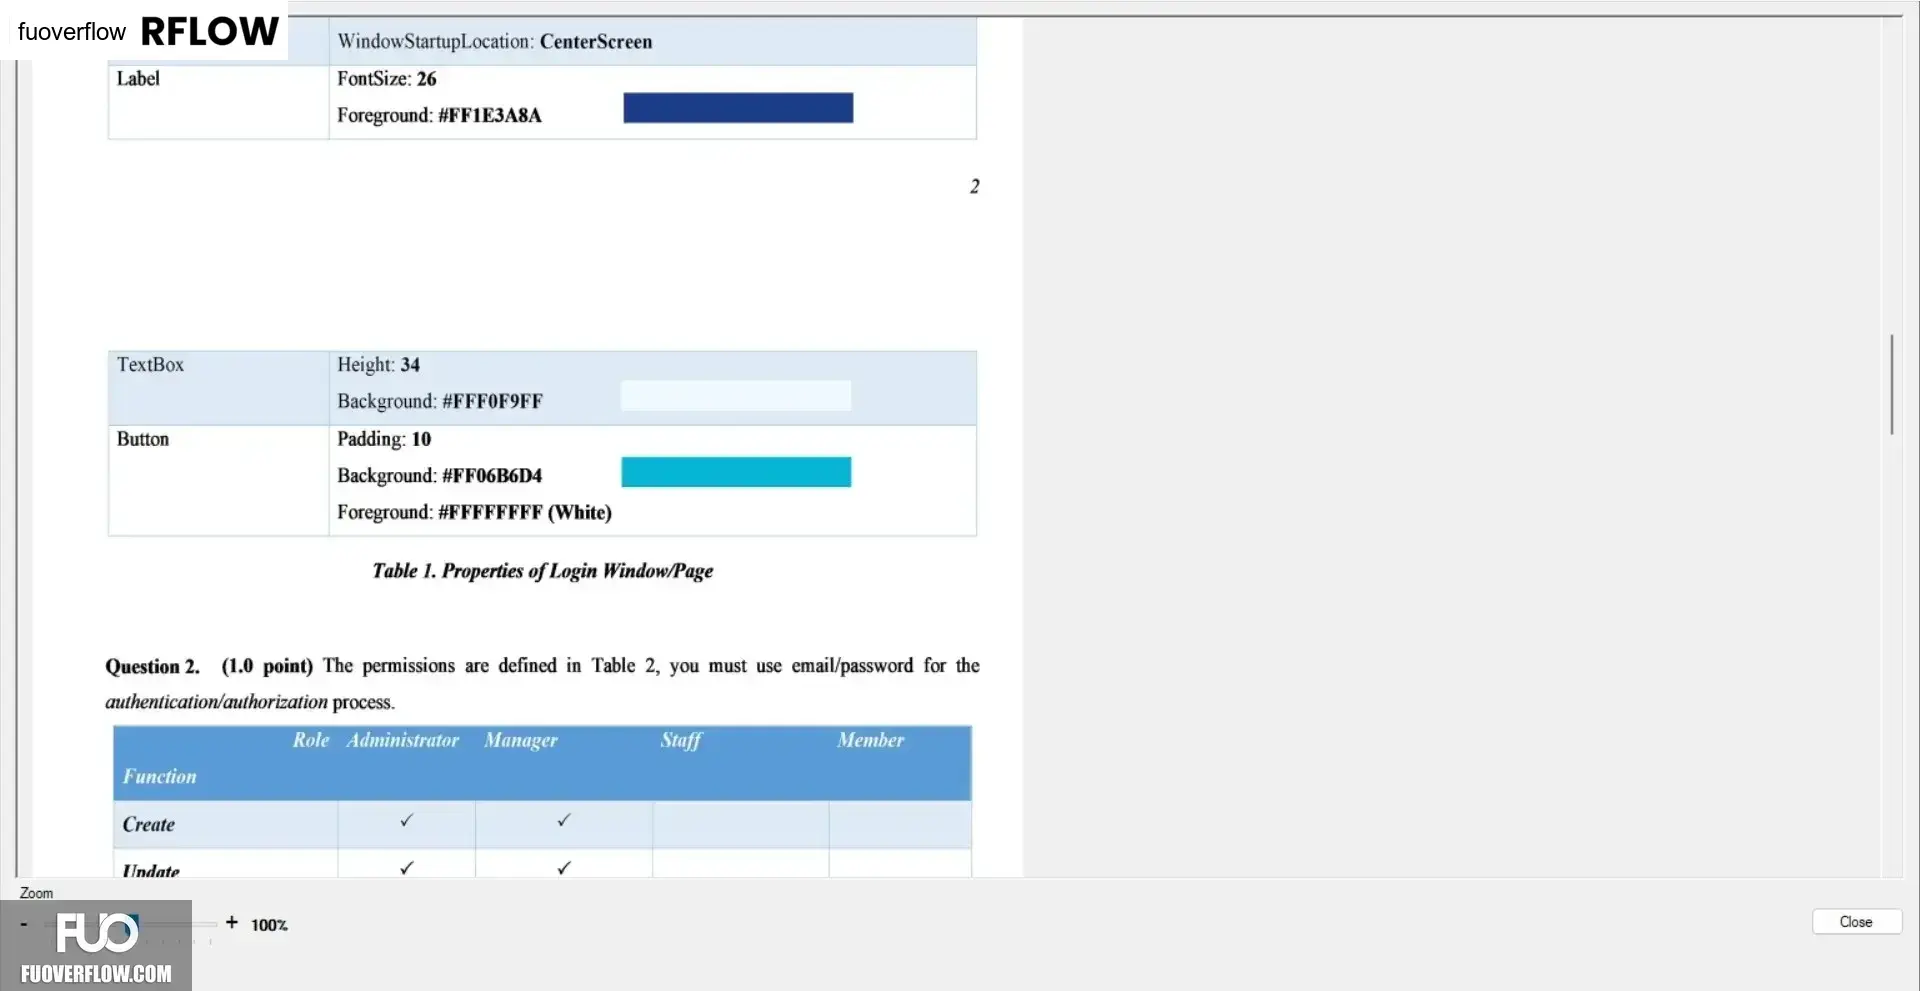 fuoverflow RFLOW
WindowStartupLocation: CenterScreen
Label
FontSize: 26
Foreground: #FF1E3A8A
2
TextBox
Height: 34
Background: #FFF0F9FF
Button
Padding: 10
Background: #FF06B6D4
Foreground: #FFFFFFFF (White)
Table 1. Properties of Login Window/Page
Question 2. (1.0 point) The permissions are defined in Table 2, you must use email/password for the
authentication/authorization process.
Role Administrator Manager Staff Member
Function
Create ✓ ✓
Update ✓ ✓
Zoom
- + 100%
Close
FUO
FUOVERFLOW.COM